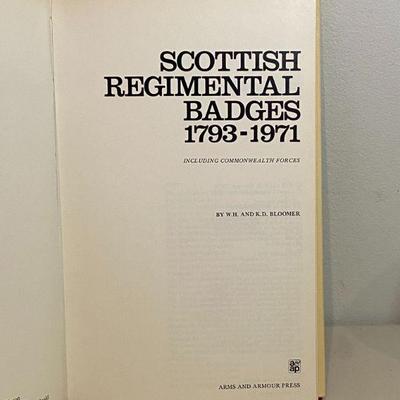 SCOTTISH
REGIMENTAL
BADGES
1793-1971
INCLUDING COMMONWEALTH FORCES
BY W.H. AND K.D. BLOOMER
ARMS AND ARMOUR PRESS